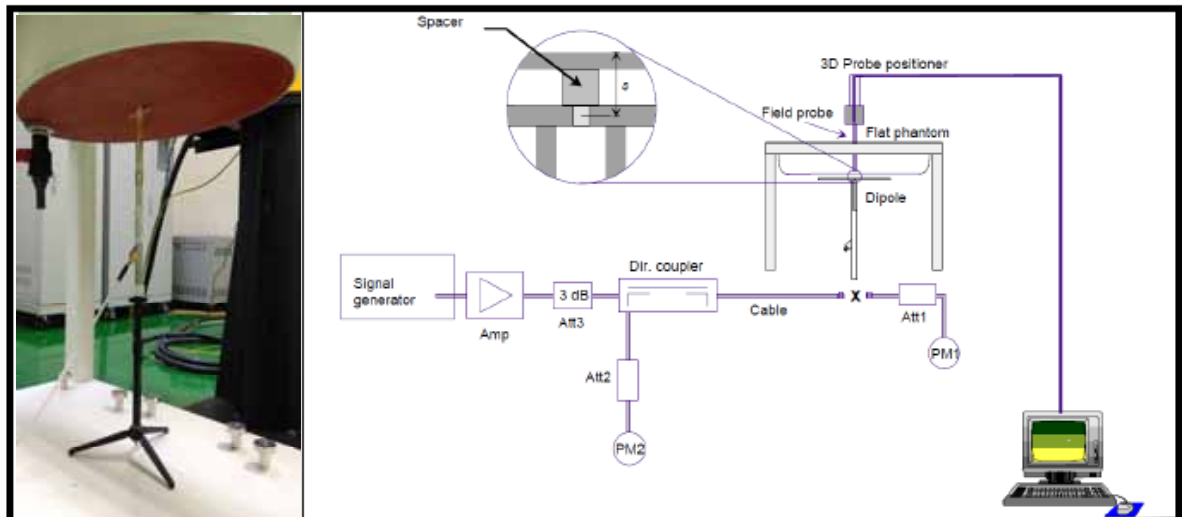 Spacer
s
3D Probe positioner
Field probe
Flat phantom
Dipole
Signal
generator
Amp
3 dB
Att3
Dir. coupler
Cable
X
Att1
PM1
Att2
PM2